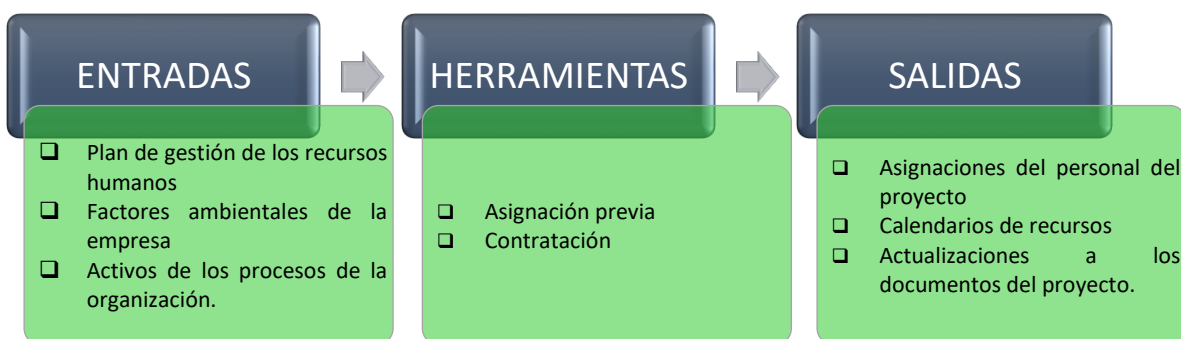 ENTRADAS
Plan de gestión de los recursos
humanos
Factores ambientales de la
empresa
Activos de los procesos de la
organización.
HERRAMIENTAS
Asignación previa
Contratación
SALIDAS
Asignaciones del personal del
proyecto
Calendarios de recursos
Actualizaciones a los
documentos del proyecto.